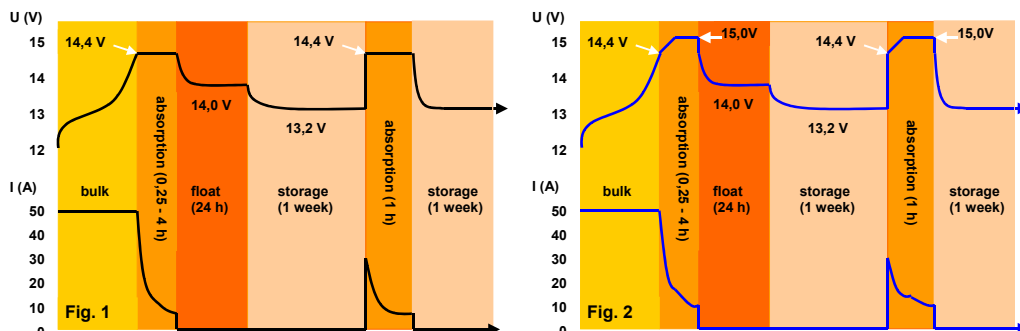 U (V)
15
14
13
12
I (A)
50
40
30
20
10
0
14,4 V
14,0 V
13,2 V
14,4 V
bulk
absorption (0,25 - 4 h)
float
(24 h)
storage
(1 week)
absorption (1 h)
storage
(1 week)
Fig. 1
U (V)
15
14
13
12
I (A)
50
40
30
20
10
0
14,4 V
15,0V
14,0 V
13,2 V
14,4 V
15,0V
bulk
absorption (0,25 - 4 h)
float
(24 h)
storage
(1 week)
absorption (1 h)
storage
(1 week)
Fig. 2